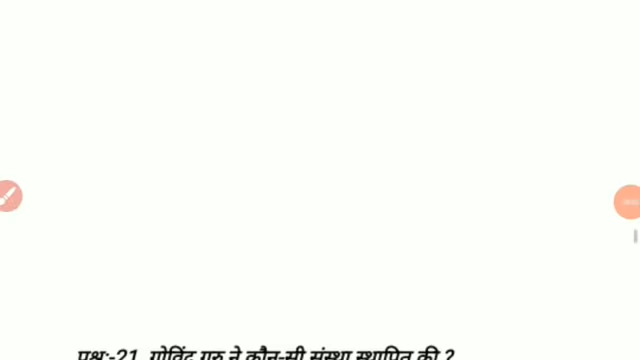 प्रश्न:-21. गोविंद गुरु ने कौन-सी संस्था स्थापित की ?